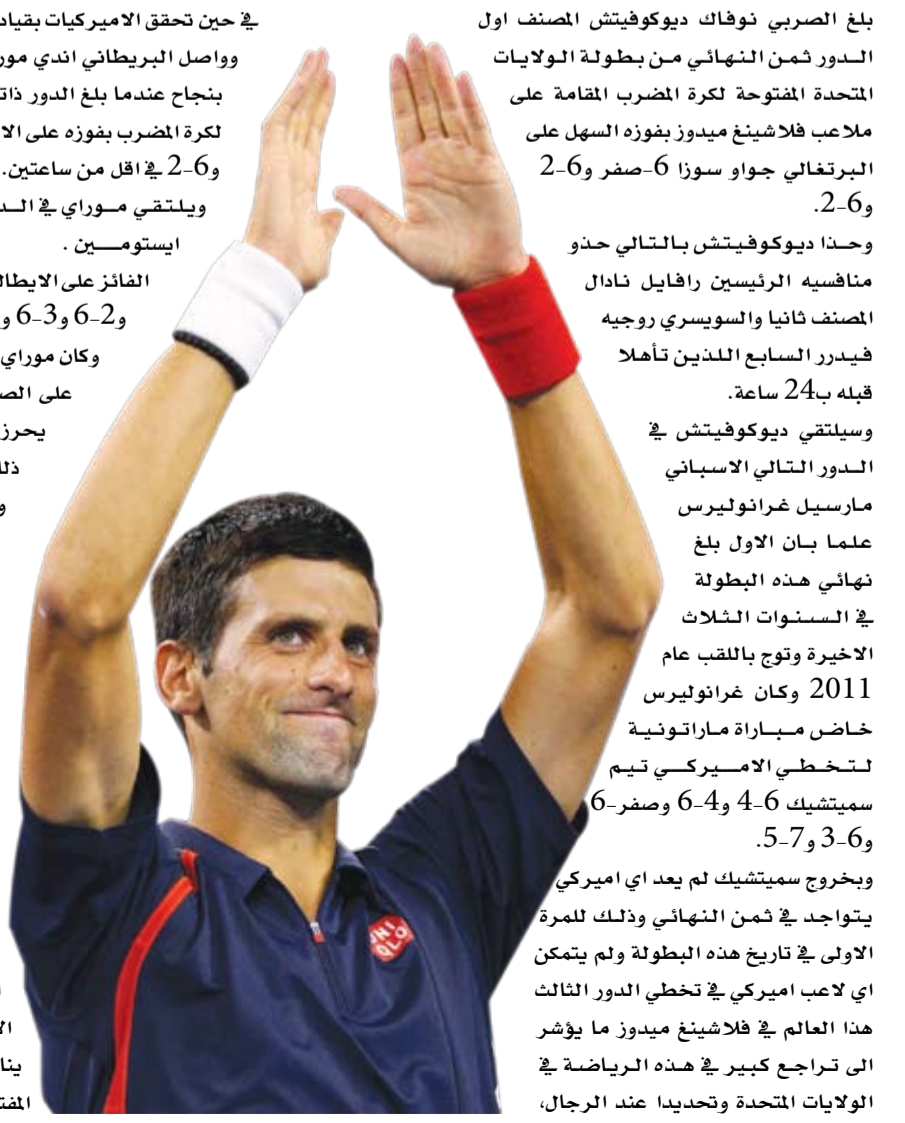 بلغ الصربي نوفاك ديوكوفيتش المصنف اول
الدور ثمن النهائي من بطولة الولايات
المتحدة المفتوحة لكرة المضرب المقامة على
ملاعب فلاشينغ ميدوز بفوزه السهل على
البرتغالي جواو سوزا 6-صفر و6-2
و6-2.
وحذا ديوكوفيتش بالتالي حذو
منافسيه الرئيسين رافايل نادال
المصنف ثانيا والسويسري روجيه
فيدرر السابع اللذين تأهلا
قبله ب24 ساعة.
وسيلتقي ديوكوفيتش في
الدور التالي الاسباني
مارسيل غرانوليرس
علما بان الاول بلغ
نهائي هذه البطولة
في السنوات الثلاث
الاخيرة وتوج باللقب عام
2011 وكان غرانوليرس
خاض مباراة ماراتونية
لتخطي الاميركي تيم
سميتشيك 6-4 و4-6 وصفر-6
و6-3 و7-5.
وبخروج سميتشيك لم يعد اي اميركي
يتواجد في ثمن النهائي وذلك للمرة
الاولى في تاريخ هذه البطولة ولم يتمكن
اي لاعب اميركي في تخطي الدور الثالث
هذا العالم في فلاشينغ ميدوز ما يؤشر
الى تراجع كبير في هذه الرياضة في
الولايات المتحدة وتحديدا عند الرجال،
في حين تحقق الاميركيات بقياد
وواصل البريطاني اندي مور
بنجاح عندما بلغ الدور ذات
لكرة المضرب بفوزه على الا
و6-2 في اقل من ساعتين.
ويلتقي موراي في الد
ايستومين .
الفائز على الايطال
و2-6 و3-6 و
وكان موراي
على الص
يحرز
ذل
و
ا
الا
ينا
المفت
UNI
QLO